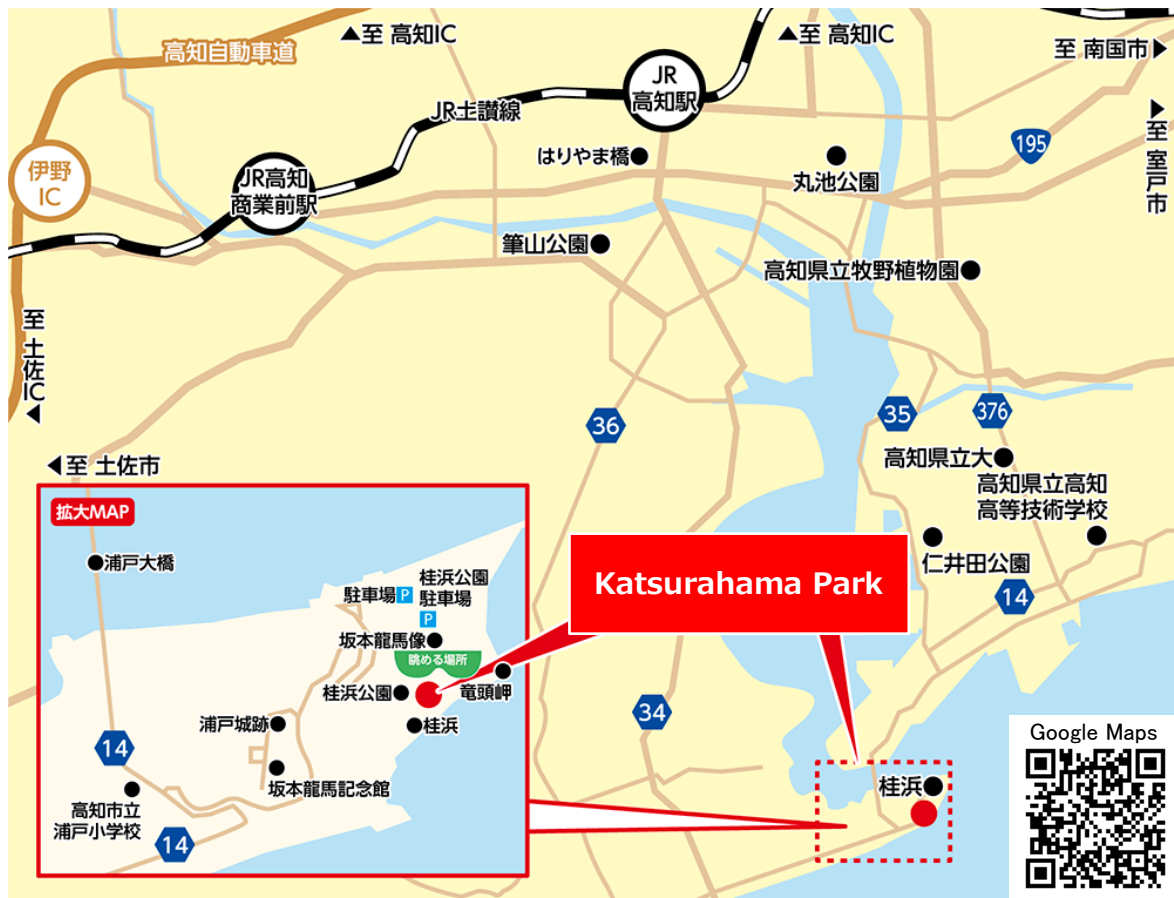 ▲至 高知IC
▲至 高知IC
高知自動車道
至 南国市▶
JR
高知駅
JR土讃線
195
▶至 室戸市
はりやま橋
丸池公園
伊野
IC
JR高知
商業前駅
筆山公園
高知県立牧野植物園
至 土佐IC◀
36
35
376
◀至 土佐市
高知県立大
高知県立高知
高等技術学校
仁井田公園
14
拡大MAP
浦戸大橋
駐車場 P
桂浜公園
駐車場
P
坂本龍馬像
眺める場所
竜頭岬
桂浜公園
桂浜
浦戸城跡
坂本龍馬記念館
14
高知市立
浦戸小学校
14
Katsurahama Park
34
桂浜
Google Maps